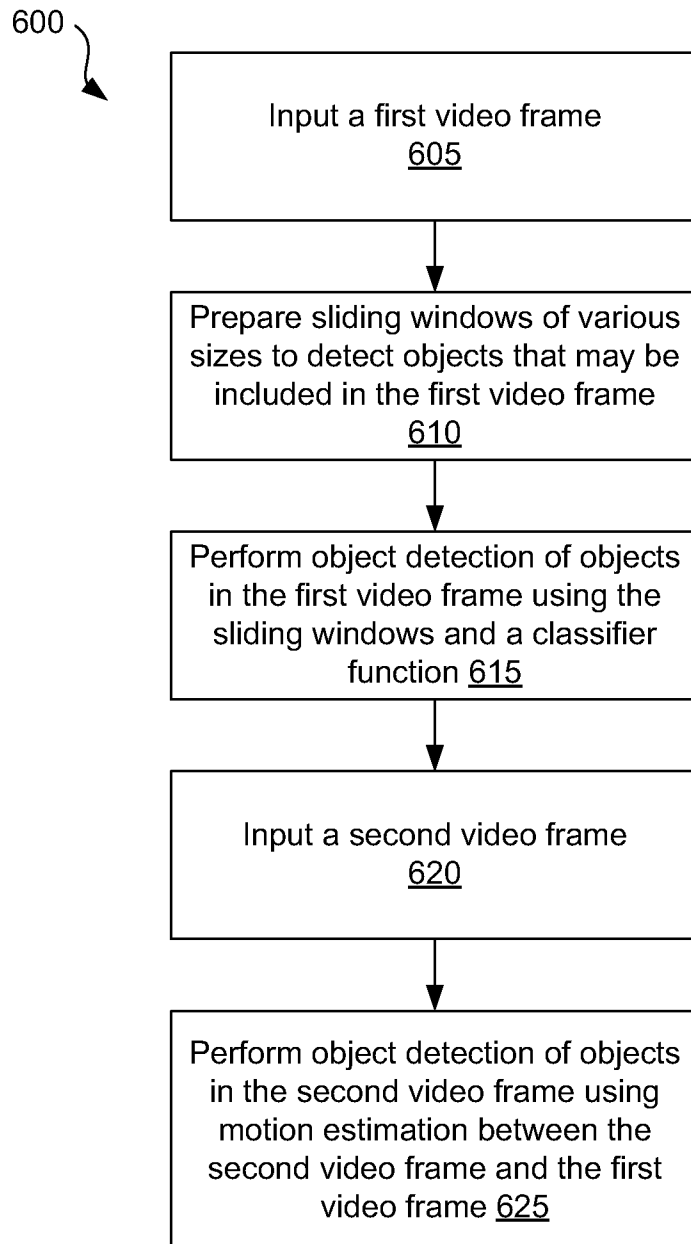 600
Input a first video frame
605
Prepare sliding windows of various
sizes to detect objects that may be
included in the first video frame
610
Perform object detection of objects
in the first video frame using the
sliding windows and a classifier
function 615
Input a second video frame
620
Perform object detection of objects
in the second video frame using
motion estimation between the
second video frame and the first
video frame 625